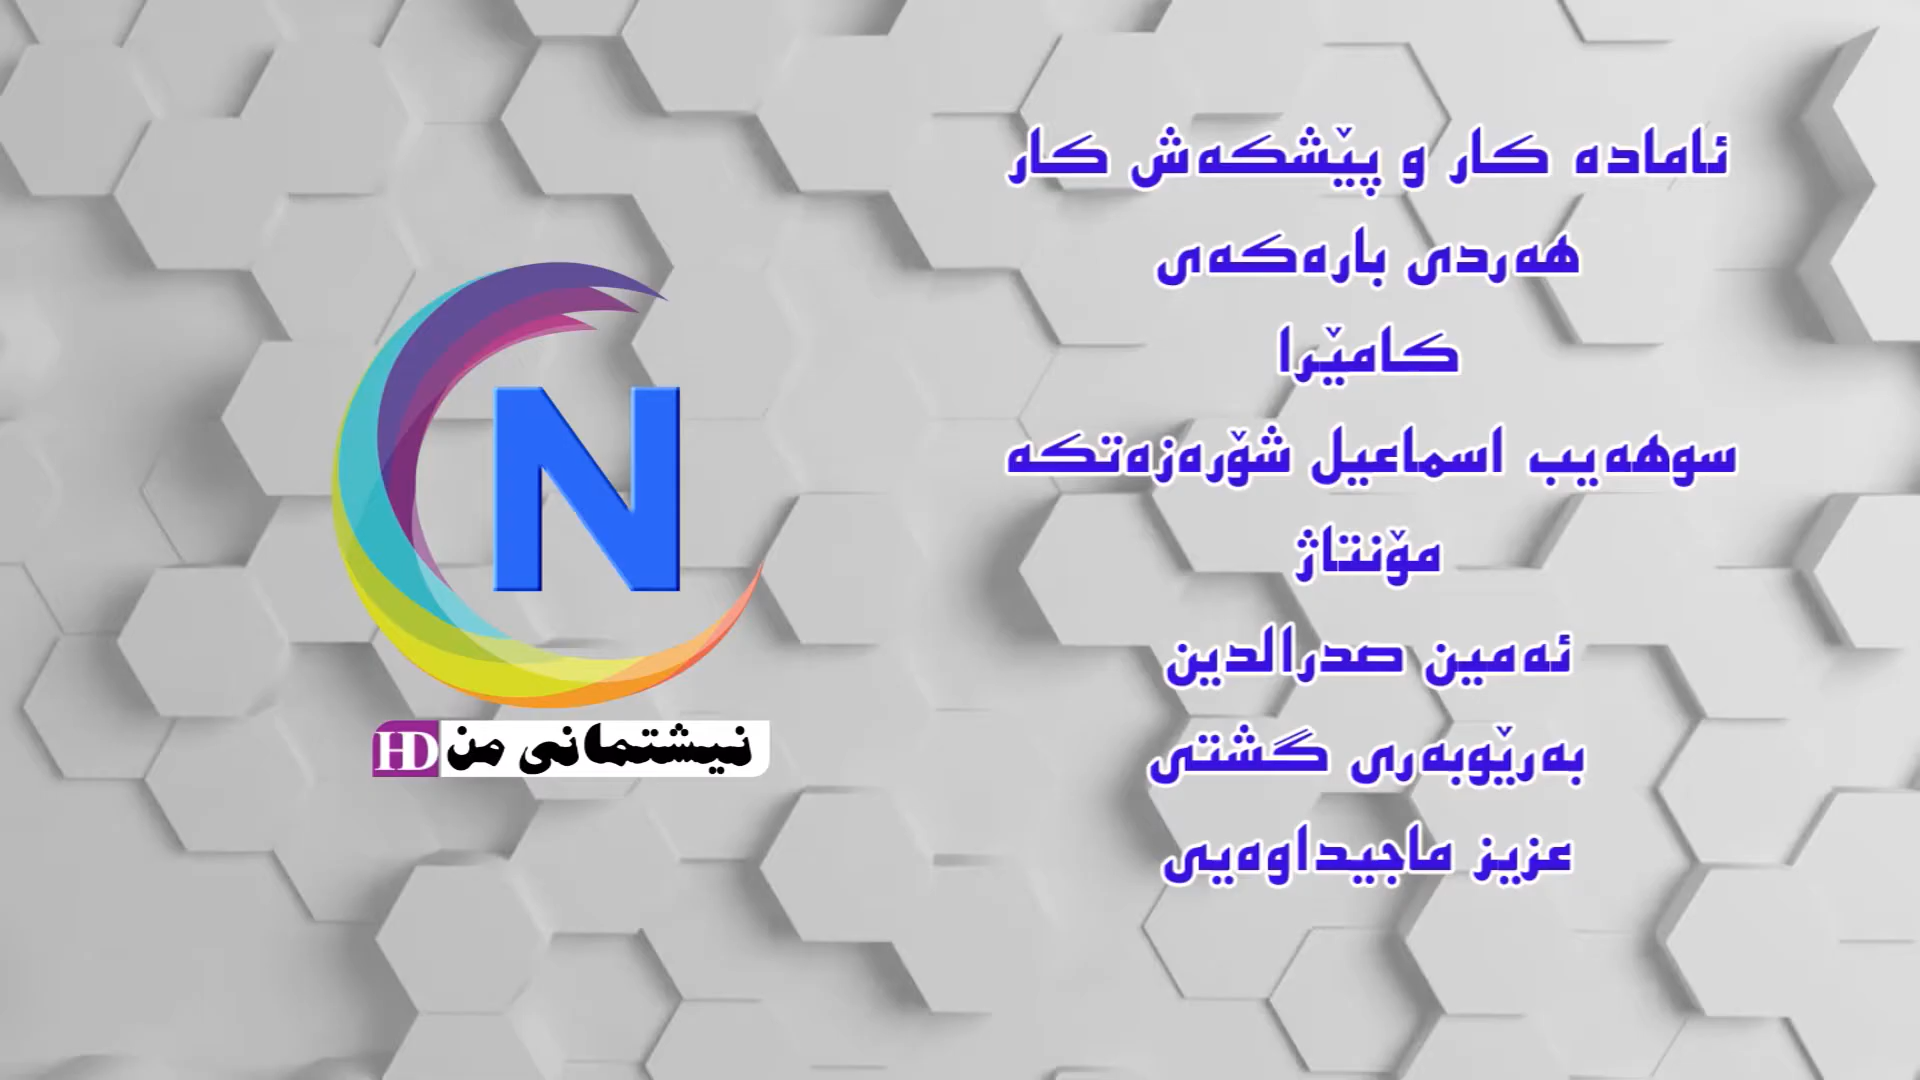 ئامادە کار و پێشکەش کار
هەردی بارەکەی
کامێرا
سوهەیب اسماعیل شۆرەزەتکە
مۆنتاژ
ئەمین صدرالدین
بەرێوبەری گشتی
عزیز ماجیداوەیی
N
نیشتمانی من HD